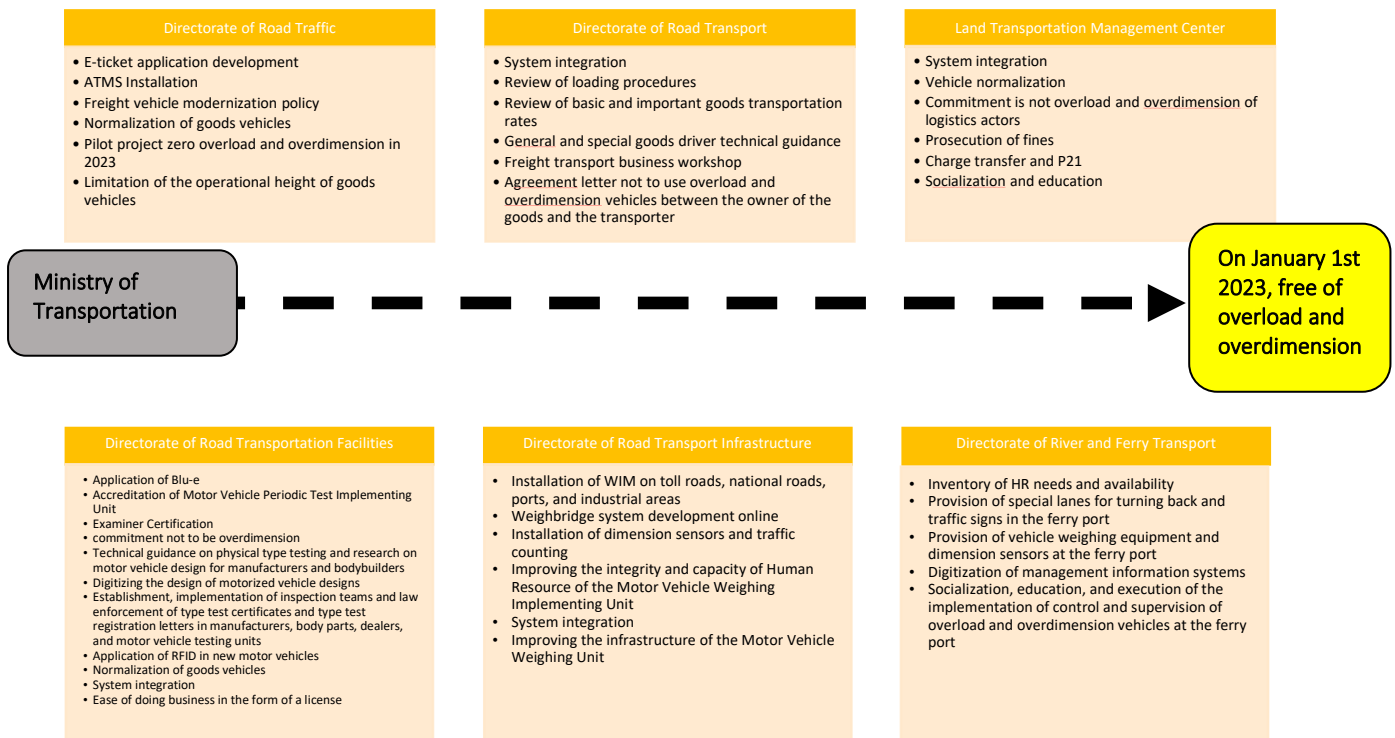 Directorate of Road Traffic
• E-ticket application development
• ATMS Installation
• Freight vehicle modernization policy
• Normalization of goods vehicles
• Pilot project zero overload and overdimension in
2023
• Limitation of the operational height of goods
vehicles
Directorate of Road Transport
• System integration
• Review of loading procedures
• Review of basic and important goods transportation
rates
• General and special goods driver technical guidance
• Freight transport business workshop
• Agreement letter not to use overload and
overdimension vehicles between the owner of the
goods and the transporter
Land Transportation Management Center
• System integration
• Vehicle normalization
• Commitment is not overload and overdimension of
logistics actors
• Prosecution of fines
• Charge transfer and P21
• Socialization and education
Ministry of
Transportation
On January 1st
2023, free of
overload and
overdimension
Directorate of Road Transportation Facilities
• Application of Blu-e
• Accreditation of Motor Vehicle Periodic Test Implementing
Unit
• Examiner Certification
• commitment not to be overdimension
• Technical guidance on physical type testing and research on
motor vehicle design for manufacturers and bodybuilders
• Digitizing the design of motorized vehicle designs
• Establishment, implementation of inspection teams and law
enforcement of type test certificates and type test
registration letters in manufacturers, body parts, dealers,
and motor vehicle testing units
• Application of RFID in new motor vehicles
• Normalization of goods vehicles
• System integration
• Ease of doing business in the form of a license
Directorate of Road Transport Infrastructure
• Installation of WIM on toll roads, national roads,
ports, and industrial areas
• Weighbridge system development online
• Installation of dimension sensors and traffic
counting
• Improving the integrity and capacity of Human
Resource of the Motor Vehicle Weighing
Implementing Unit
• System integration
• Improving the infrastructure of the Motor Vehicle
Weighing Unit
Directorate of River and Ferry Transport
• Inventory of HR needs and availability
• Provision of special lanes for turning back and
traffic signs in the ferry port
• Provision of vehicle weighing equipment and
dimension sensors at the ferry port
• Digitization of management information systems
• Socialization, education, and execution of the
implementation of control and supervision of
overload and overdimension vehicles at the ferry
port